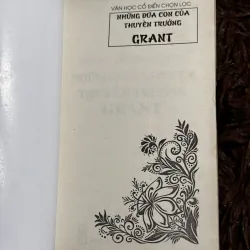 VĂN HỌC CỔ ĐIỂN CHỌN LỌC
NHỮNG ĐỨA CON CỦA
THUYỀN TRƯỞNG
GRANT